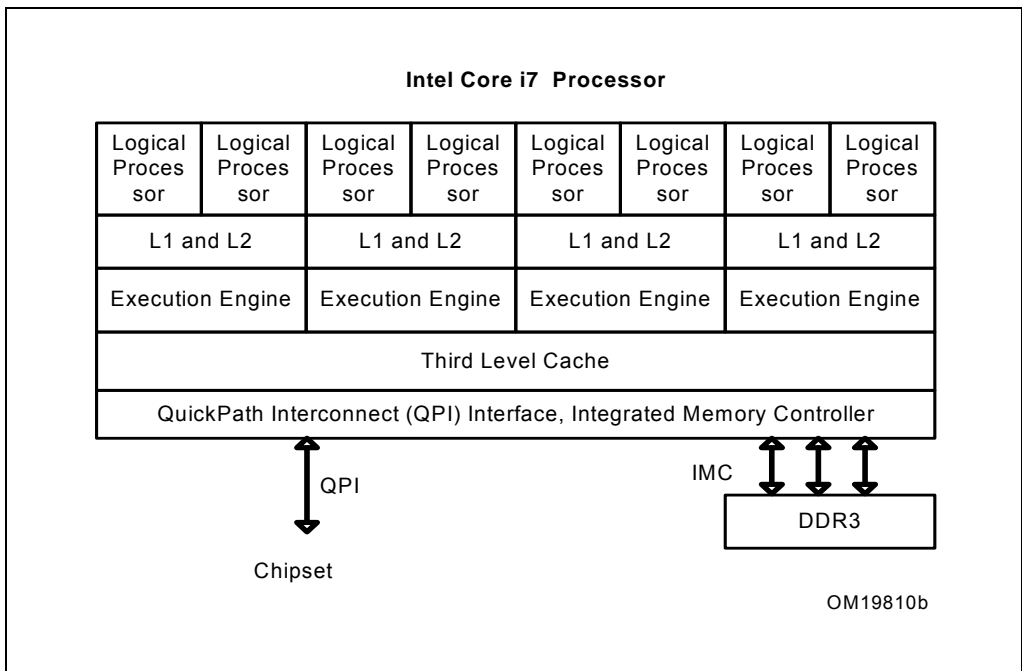 Intel Core i7 Processor
Logical Proces sor
Logical Proces sor
Logical Proces sor
Logical Proces sor
Logical Proces sor
Logical Proces sor
Logical Proces sor
Logical Proces sor
L1 and L2
L1 and L2
L1 and L2
L1 and L2
Execution Engine
Execution Engine
Execution Engine
Execution Engine
Third Level Cache
QuickPath Interconnect (QPI) Interface, Integrated Memory Controller
QPI
IMC
DDR3
Chipset
OM19810b